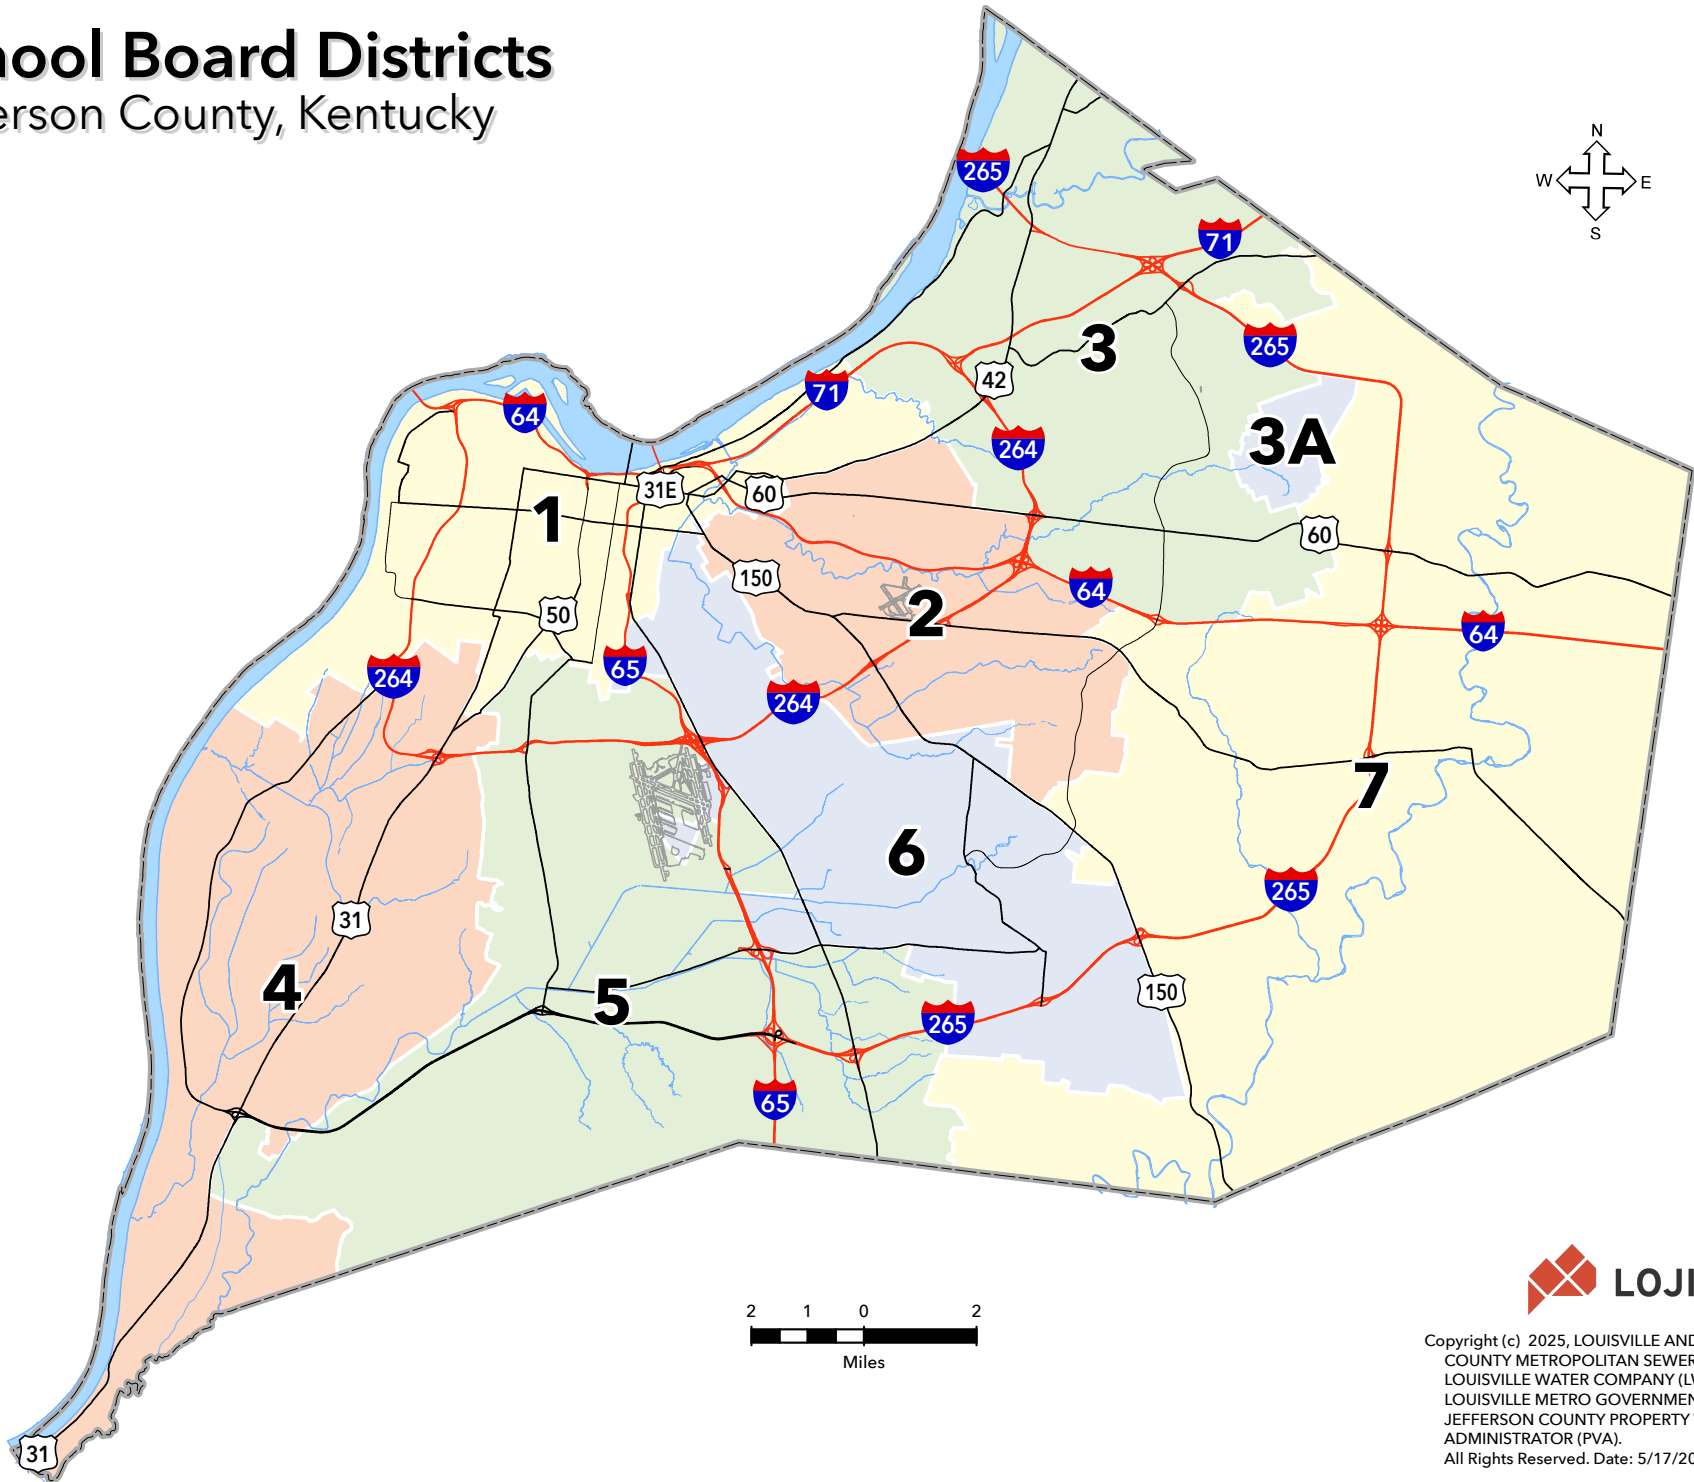 hool Board Districts
erson County, Kentucky
N
W E
S
265
71
265
3
42
71
64
3A
264
31E
60
1
60
150
64
2
50
64
65
264
264
7
6
265
31
4
5
150
265
65
2 1 0 2
Miles
LOJI
Copyright (c) 2025, LOUISVILLE AND
COUNTY METROPOLITAN SEWER
LOUISVILLE WATER COMPANY (LW
LOUISVILLE METRO GOVERNMEN
JEFFERSON COUNTY PROPERTY
ADMINISTRATOR (PVA).
All Rights Reserved. Date: 5/17/20
31